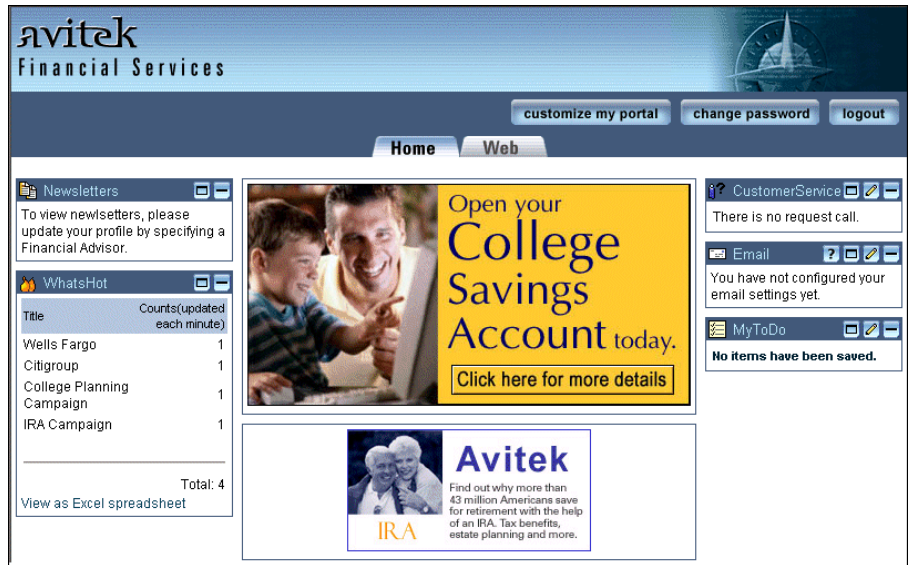 avitek
Financial Services
customize my portal change password logout
Home Web
Newsletters
To view newlsetters, please
update your profile by specifying a
Financial Advisor.
WhatsHot
Title Counts(updated
each minute)
Wells Fargo 1
Citigroup 1
College Planning
Campaign 1
IRA Campaign 1
Total: 4
View as Excel spreadsheet
Open your
College
Savings
Account today.
Click here for more details
IRA
Avitek
Find out why more than
43 million Americans save
for retirement with the help
of an IRA. Tax benefits,
estate planning and more.
CustomerService
There is no request call.
Email
You have not configured your
email settings yet.
MyToDo
No items have been saved.